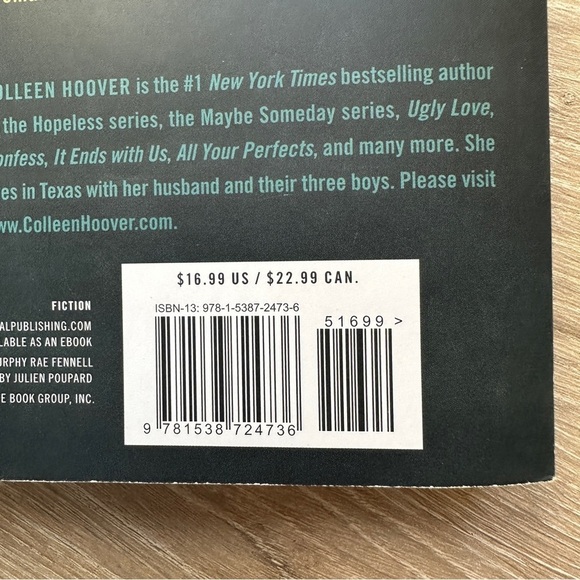 OLLEEN HOOVER is the #1 New York Times bestselling author
the Hopeless series, the Maybe Someday series, Ugly Love,
onfess, It Ends with Us, All Your Perfects, and many more. She
es in Texas with her husband and their three boys. Please visit
ww.ColleenHoover.com.
$16.99 US / $22.99 CAN.
ISBN-13: 978-1-5387-2473-6
51699 >
9 781538 724736
FICTION
ALPUBLISHING.COM
LABLE AS AN EBOOK
URPHY RAE FENNELL
BY JULIEN POUPARD
E BOOK GROUP, INC.